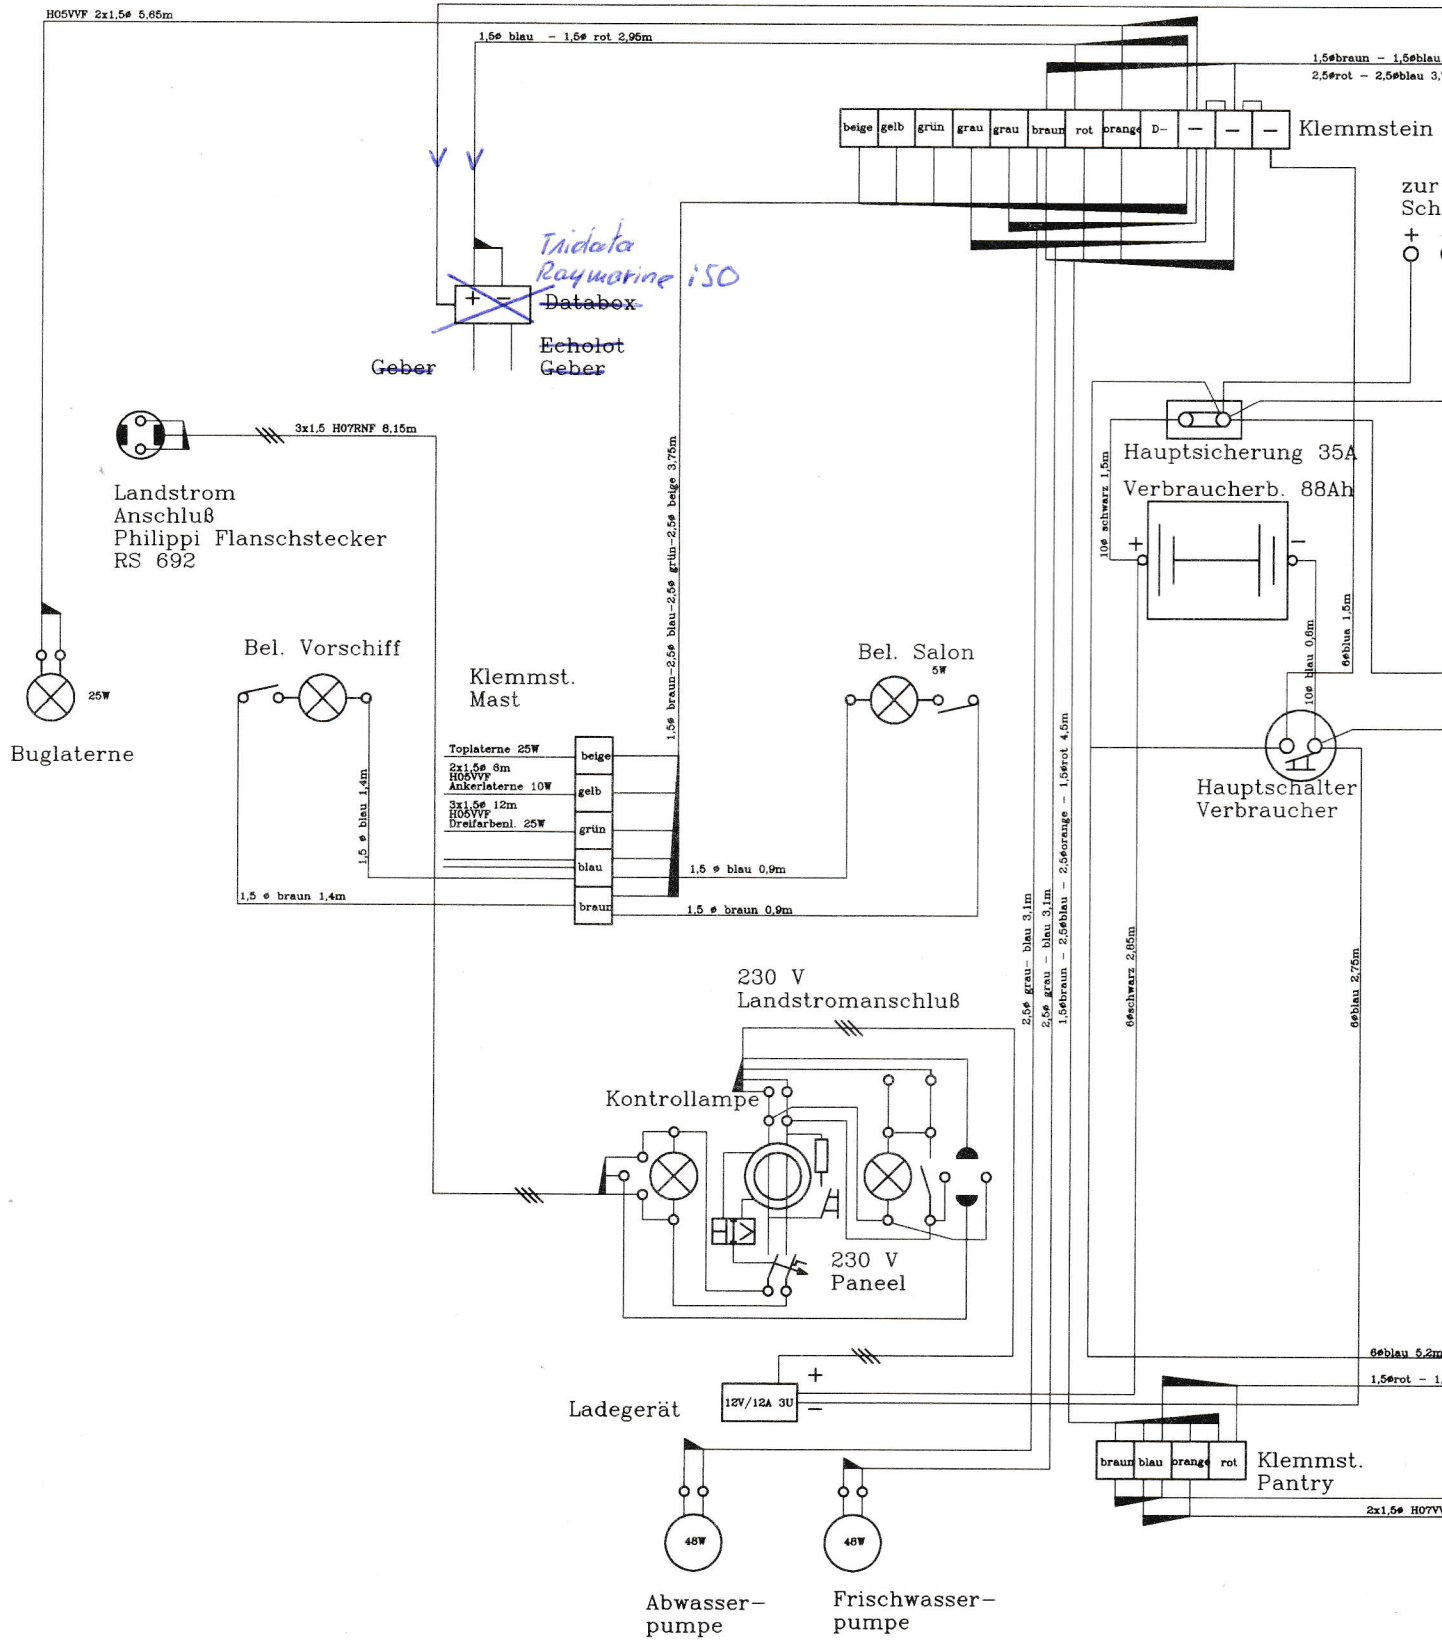 H05VVF 2x1,5ø 5,65m
1,5ø blau - 1,5ø rot 2,95m
1,5øbraun - 1,5øblau
2,5ørot - 2,5øblau 3,
beige gelb grün grau grau braun rot orange D- - - -
Klemmstein
zur
Sch
+
Tridata
Raymarine i50
+ -
Databox
Echolot
Geber
Geber
3x1,5 H07RNF 8,15m
Landstrom
Anschluß
Philippi Flanschstecker
RS 692
Hauptsicherung 35A
Verbraucherb. 88Ah
+ -
10ø schwarz 1,5m
1,5ø braun-2,5ø blau-2,5ø grün-2,5ø beige 3,75m
6øblua 1,5m
10ø blau 0,6m
Bel. Vorschiff
Bel. Salon
5W
25W
Buglaterne
Klemmst.
Mast
Toplaterne 25W
2x1,5ø 6m
H05VVF
Ankerlaterne 10W
3x1,5ø 12m
H05VVF
Dreifarbenl. 25W
beige
gelb
grün
blau
braun
1,5 ø blau 1,4m
1,5 ø braun 1,4m
1,5 ø blau 0,9m
1,5 ø braun 0,9m
Hauptschalter
Verbraucher
2,5ø grau- blau 3,1m
2,5ø grau - blau 3,1m
1,5øbraun - 2,5øblau - 2,5øorange - 1,5ørot 4,5m
6øschwarz 2,85m
6øblau 2,75m
230 V
Landstromanschluß
Kontrollampe
230 V
Paneel
6øblau 5,2m
1,5ørot - 1,
Ladegerät
12V/12A 3U
+
-
braun blau orange rot
Klemmst.
Pantry
2x1,5ø H07V
48W
48W
Abwasser-
pumpe
Frischwasser-
pumpe